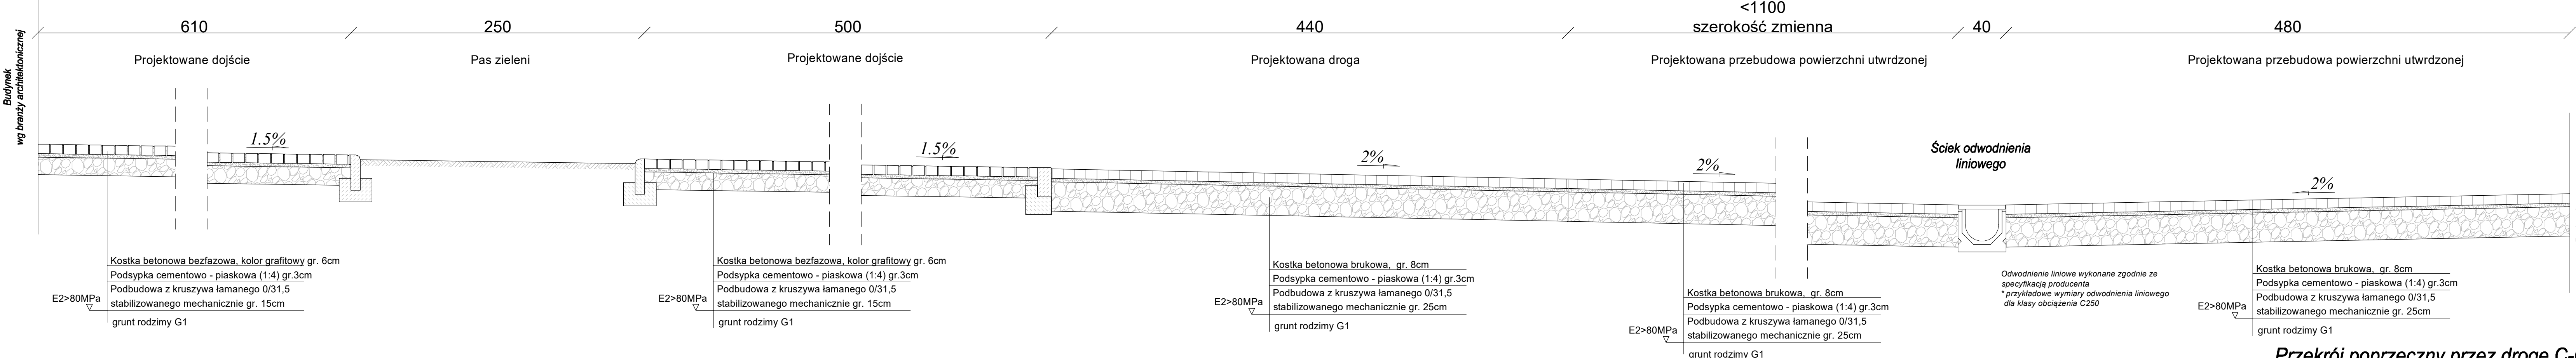 <1100
610
250
500
440
szerokość zmienna
40
480
Budynek
wg branży architektonicznej
Projektowane dojście
Pas zieleni
Projektowane dojście
Projektowana droga
Projektowana przebudowa powierzchni utwrdzonej
Projektowana przebudowa powierzchni utwrdzonej
1.5%
1.5%
2%
2%
Ściek odwodnienia
liniowego
2%
Kostka betonowa bezfazowa, kolor grafitowy gr. 6cm
Podsypka cementowo - piaskowa (1:4) gr.3cm
Podbudowa z kruszywa łamanego 0/31,5
E2>80MPa
stabilizowanego mechanicznie gr. 15cm
grunt rodzimy G1
Kostka betonowa bezfazowa, kolor grafitowy gr. 6cm
Podsypka cementowo - piaskowa (1:4) gr.3cm
Podbudowa z kruszywa łamanego 0/31,5
E2>80MPa
stabilizowanego mechanicznie gr. 15cm
grunt rodzimy G1
Kostka betonowa brukowa, gr. 8cm
Podsypka cementowo - piaskowa (1:4) gr.3cm
Podbudowa z kruszywa łamanego 0/31,5
E2>80MPa
stabilizowanego mechanicznie gr. 25cm
grunt rodzimy G1
Kostka betonowa brukowa, gr. 8cm
Podsypka cementowo - piaskowa (1:4) gr.3cm
Podbudowa z kruszywa łamanego 0/31,5
E2>80MPa
stabilizowanego mechanicznie gr. 25cm
grunt rodzimy G1
Odwodnienie liniowe wykonane zgodnie ze
specyfikacją producenta
* przykładowe wymiary odwodnienia liniowego
dla klasy obciążenia C250
Kostka betonowa brukowa, gr. 8cm
Podsypka cementowo - piaskowa (1:4) gr.3cm
Podbudowa z kruszywa łamanego 0/31,5
E2>80MPa
stabilizowanego mechanicznie gr. 25cm
grunt rodzimy G1
Przekrój poprzeczny przez drogę C-